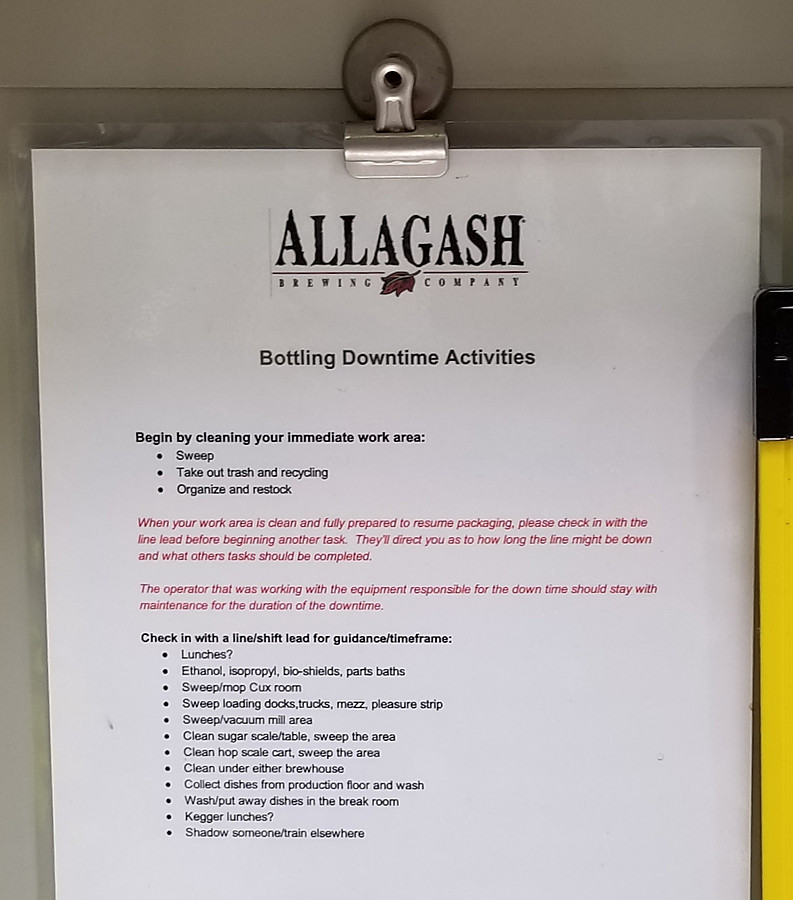 ALLAGASH
BREWING COMPANY
Bottling Downtime Activities
Begin by cleaning your immediate work area:
• Sweep
• Take out trash and recycling
• Organize and restock
When your work area is clean and fully prepared to resume packaging, please check in with the
line lead before beginning another task. They'll direct you as to how long the line might be down
and what others tasks should be completed.
The operator that was working with the equipment responsible for the down time should stay with
maintenance for the duration of the downtime.
Check in with a line/shift lead for guidance/timeframe:
• Lunches?
• Ethanol, isopropyl, bio-shields, parts baths
• Sweep/mop Cux room
• Sweep loading docks,trucks, mezz, pleasure strip
• Sweep/vacuum mill area
• Clean sugar scale/table, sweep the area
• Clean hop scale cart, sweep the area
• Clean under either brewhouse
• Collect dishes from production floor and wash
• Wash/put away dishes in the break room
• Kegger lunches?
• Shadow someone/train elsewhere